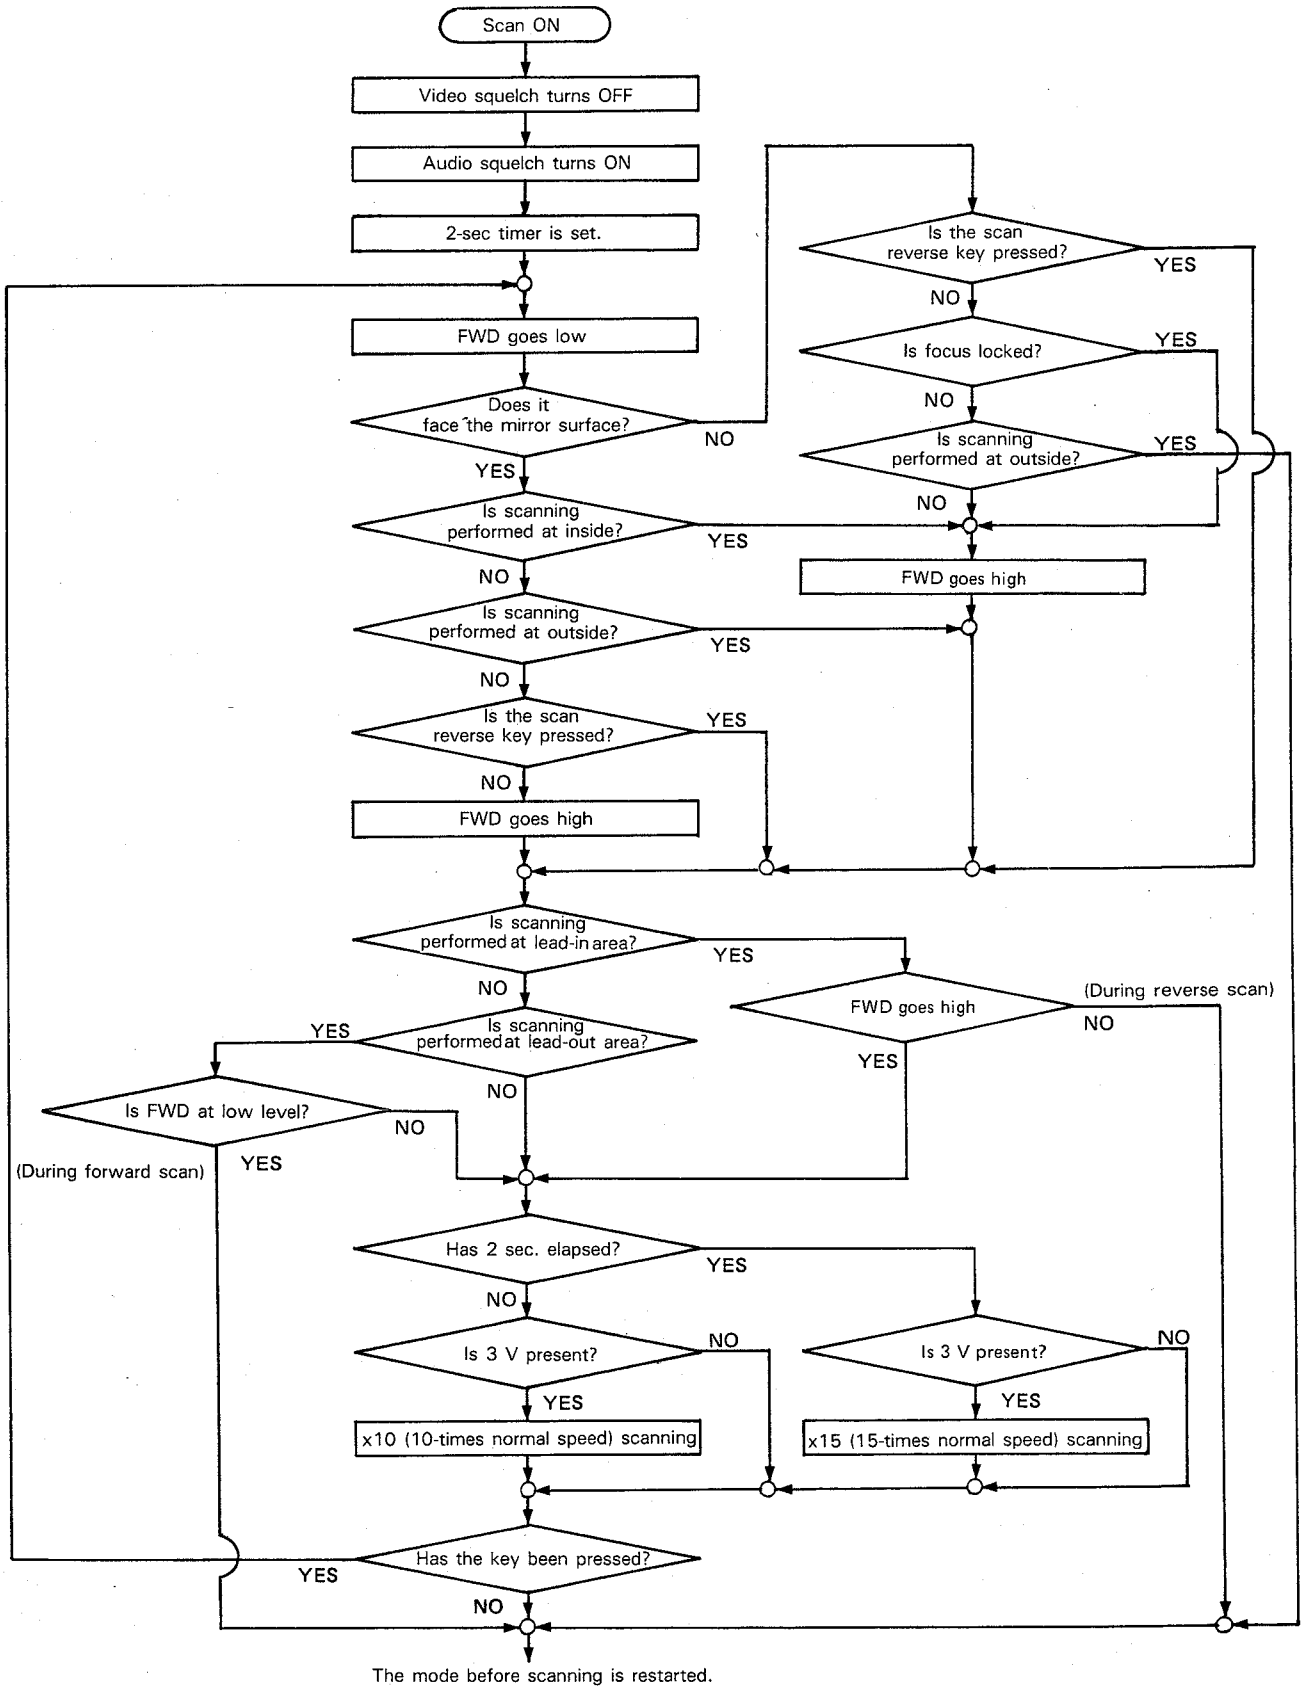 Scan ON
Video squelch turns OFF
Audio squelch turns ON
2-sec timer is set.
FWD goes low
Does it
face the mirror surface?
NO
YES
Is the scan
reverse key pressed?
YES
NO
Is focus locked?
YES
NO
Is scanning
performed at outside?
YES
NO
FWD goes high
Is scanning
performed at inside?
YES
NO
Is scanning
performed at outside?
YES
NO
Is the scan
reverse key pressed?
YES
NO
FWD goes high
Is scanning
performed at lead-in area?
YES
NO
FWD goes high
(During reverse scan)
NO
YES
Is scanning
performed at lead-out area?
YES
NO
Is FWD at low level?
NO
YES
(During forward scan)
Has 2 sec. elapsed?
YES
NO
Is 3 V present?
NO
YES
Is 3 V present?
NO
YES
x10 (10-times normal speed) scanning
x15 (15-times normal speed) scanning
Has the key been pressed?
YES
NO
The mode before scanning is restarted.